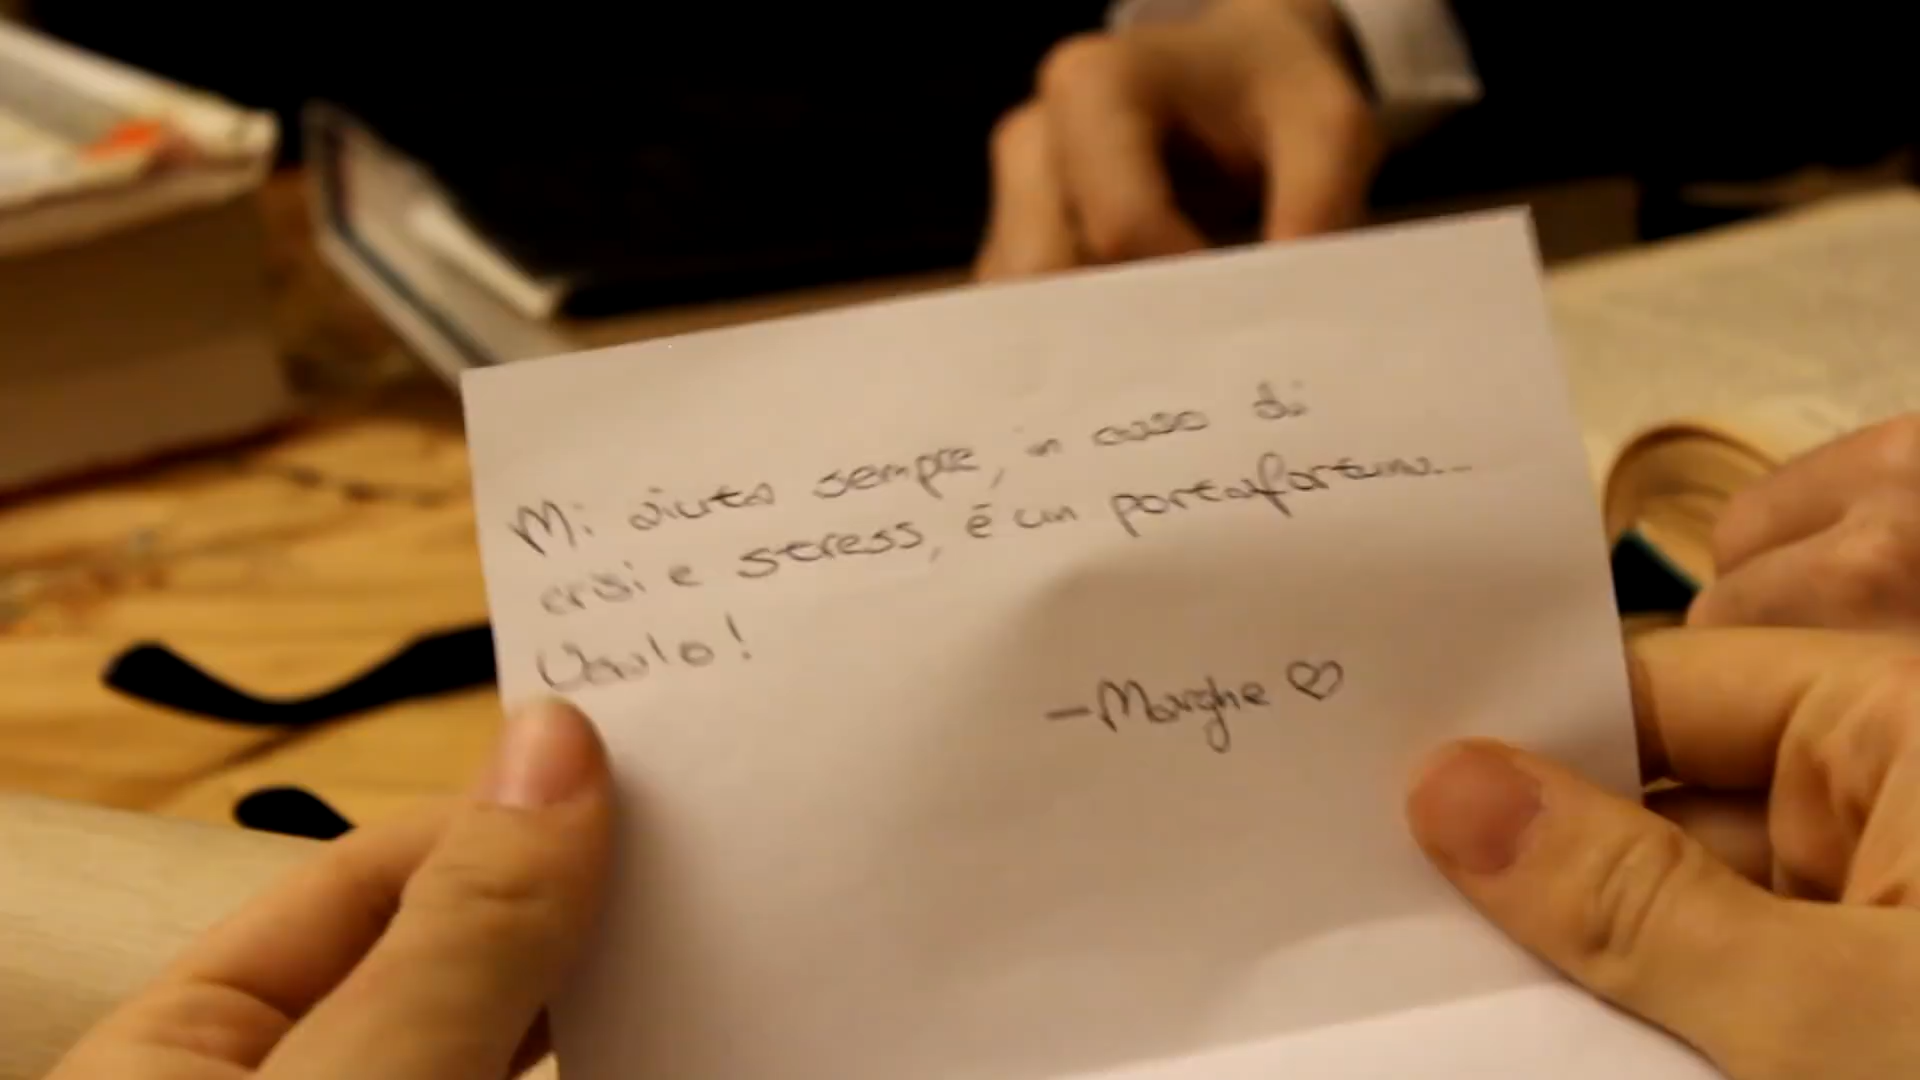 Mi aiuta sempre, in caso di
crisi e stress, é un portafortuna...
Usalo!
—Marghe ♡